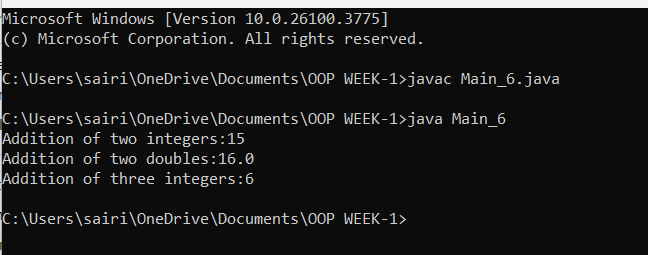 Microsoft Windows [Version 10.0.26100.3775]
(c) Microsoft Corporation. All rights reserved.
C:\Users\sairi\OneDrive\Documents\OOP WEEK-1>javac Main_6.java
C:\Users\sairi\OneDrive\Documents\OOP WEEK-1>java Main_6
Addition of two integers:15
Addition of two doubles:16.0
Addition of three integers:6
C:\Users\sairi\OneDrive\Documents\OOP WEEK-1>